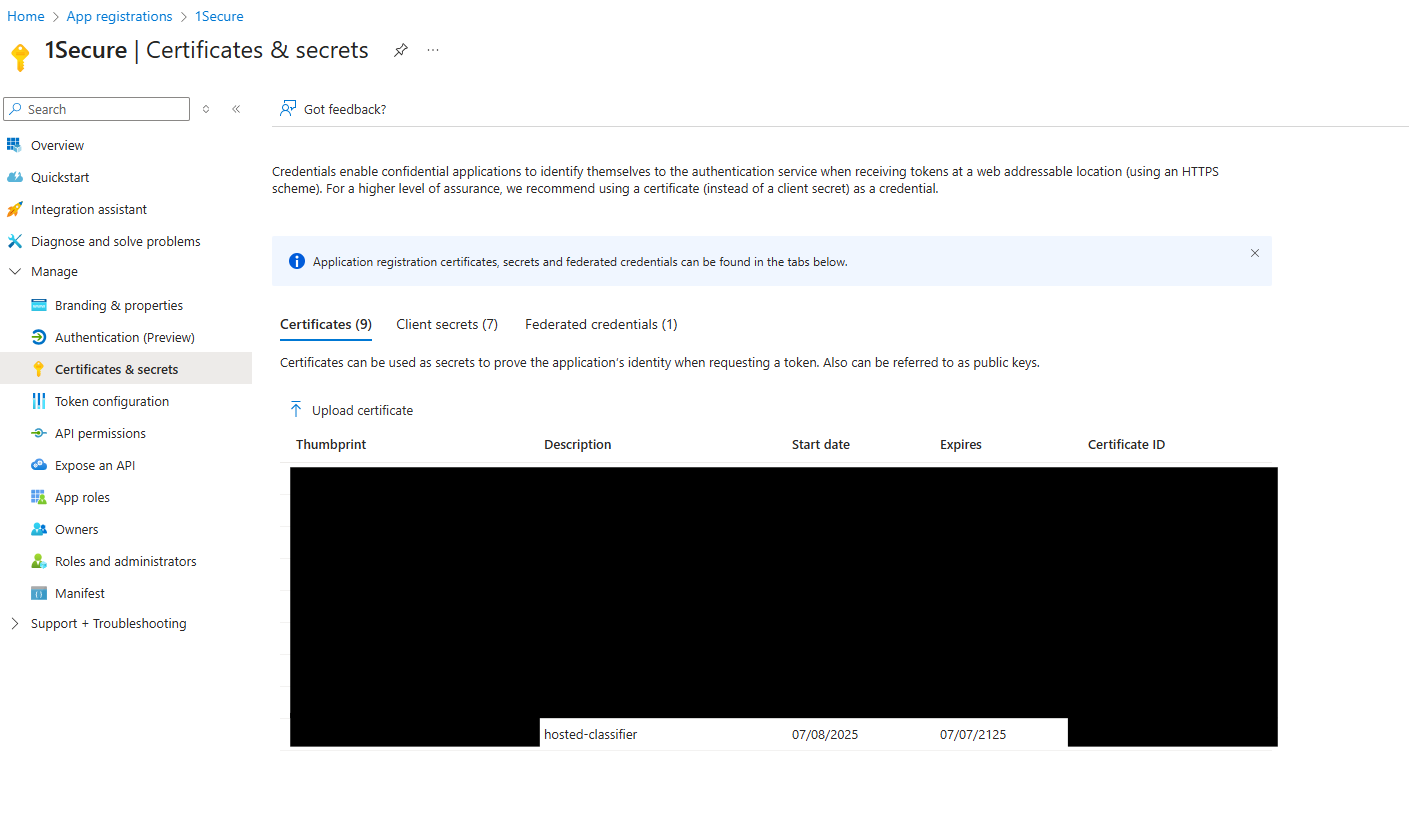 Home > App registrations > 1Secure
1Secure | Certificates & secrets
Search
Got feedback?
Overview
Quickstart
Integration assistant
Diagnose and solve problems
Manage
Branding & properties
Authentication (Preview)
Certificates & secrets
Token configuration
API permissions
Expose an API
App roles
Owners
Roles and administrators
Manifest
Support + Troubleshooting
Credentials enable confidential applications to identify themselves to the authentication service when receiving tokens at a web addressable location (using an HTTPS
scheme). For a higher level of assurance, we recommend using a certificate (instead of a client secret) as a credential.
Application registration certificates, secrets and federated credentials can be found in the tabs below.
Certificates (9) Client secrets (7) Federated credentials (1)
Certificates can be used as secrets to prove the application's identity when requesting a token. Also can be referred to as public keys.
Upload certificate
Thumbprint Description Start date Expires Certificate ID
hosted-classifier 07/08/2025 07/07/2125